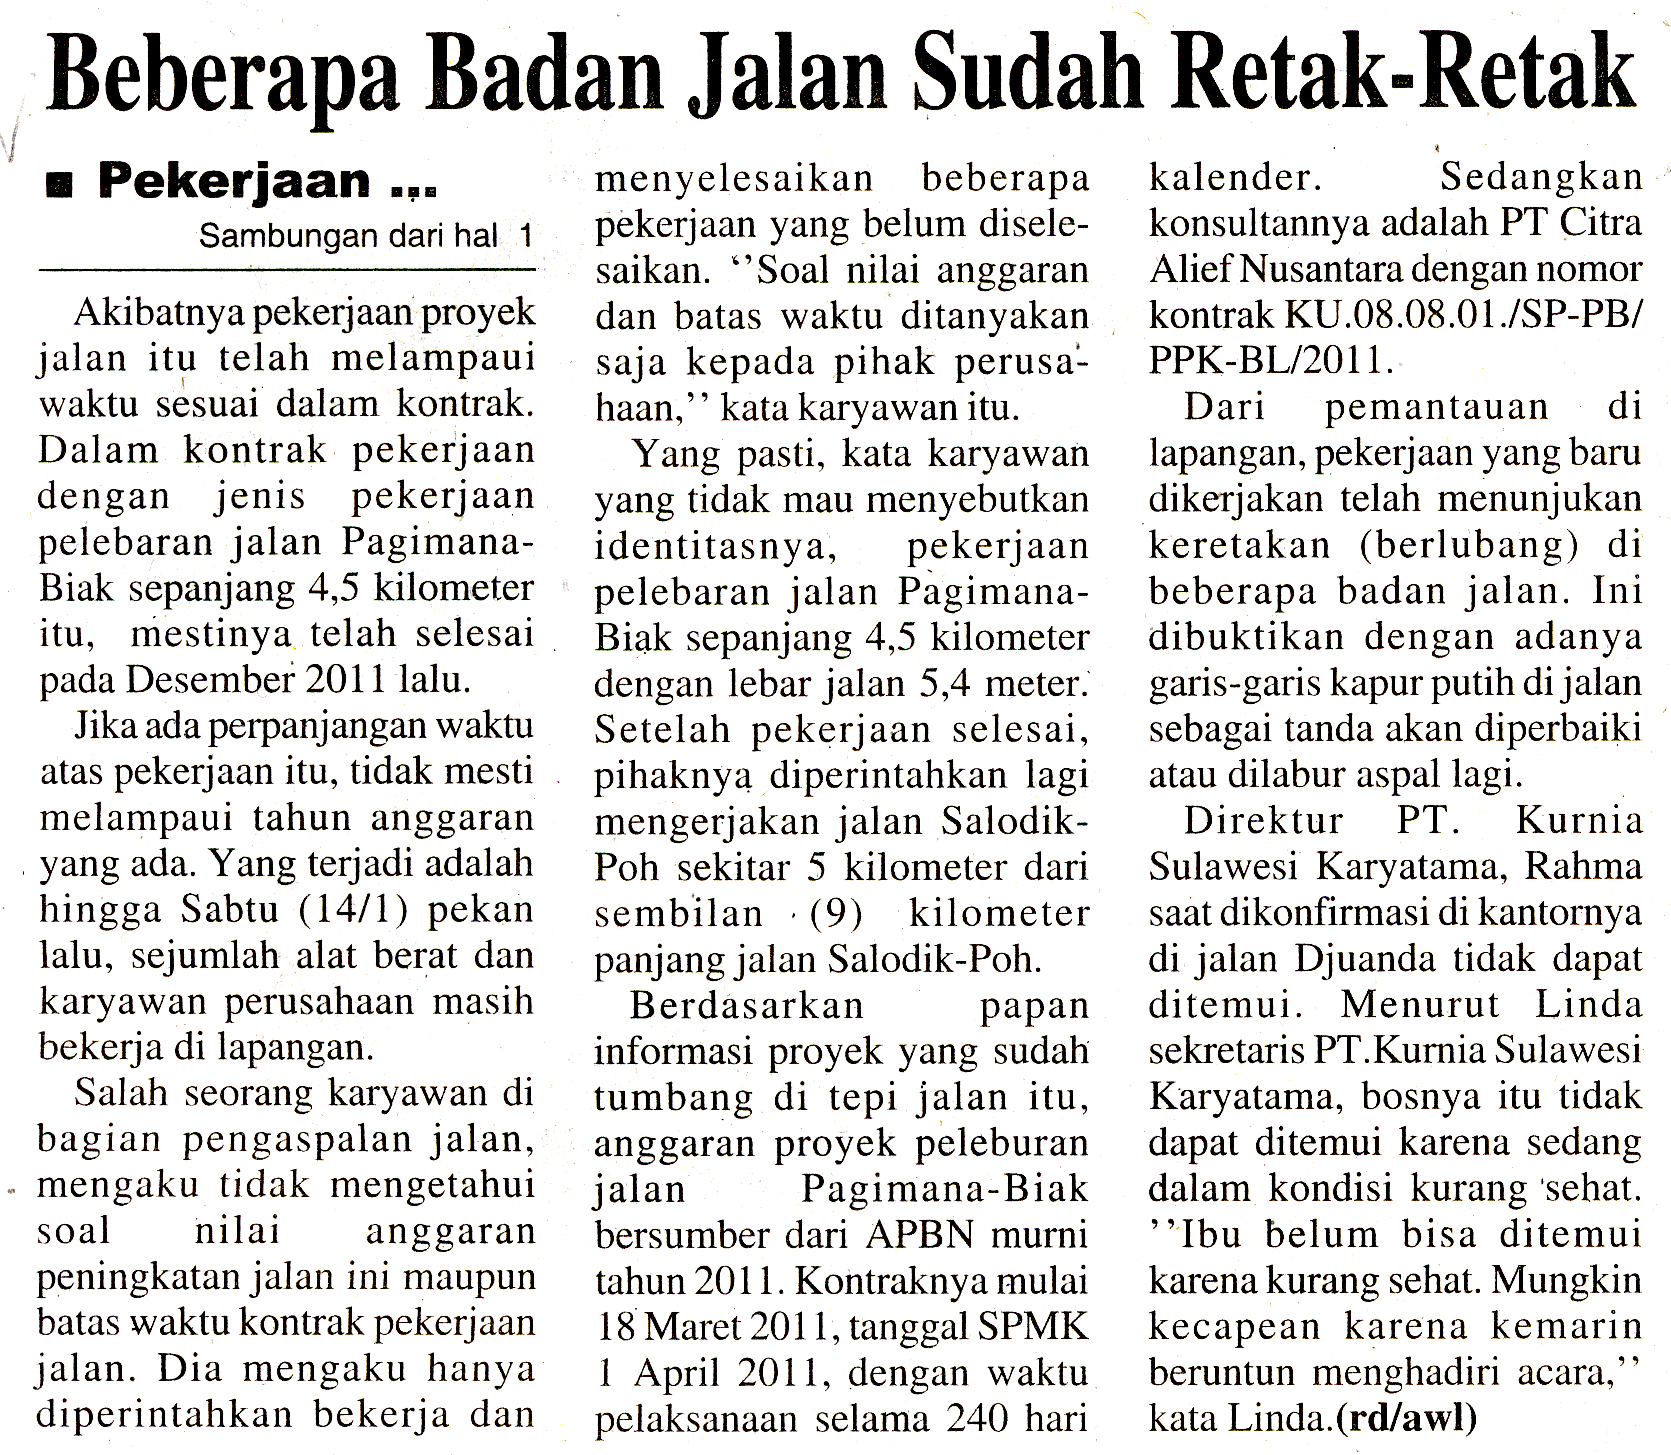 Beberapa Badan Jalan Sudah Retak-Retak
■ Pekerjaan ...
Sambungan dari hal 1
Akibatnya pekerjaan proyek
jalan itu telah melampaui
waktu sesuai dalam kontrak.
Dalam kontrak pekerjaan
dengan jenis pekerjaan
pelebaran jalan Pagimana-
Biak sepanjang 4,5 kilometer
itu, mestinya telah selesai
pada Desember 2011 lalu.
Jika ada perpanjangan waktu
atas pekerjaan itu, tidak mesti
melampaui tahun anggaran
yang ada. Yang terjadi adalah
hingga Sabtu (14/1) pekan
lalu, sejumlah alat berat dan
karyawan perusahaan masih
bekerja di lapangan.
Salah seorang karyawan di
bagian pengaspalan jalan,
mengaku tidak mengetahui
soal nilai anggaran
peningkatan jalan ini maupun
batas waktu kontrak pekerjaan
jalan. Dia mengaku hanya
diperintahkan bekerja dan
menyelesaikan beberapa
pekerjaan yang belum disele-
saikan. ‘’Soal nilai anggaran
dan batas waktu ditanyakan
saja kepada pihak perusa-
haan,’’ kata karyawan itu.
Yang pasti, kata karyawan
yang tidak mau menyebutkan
identitasnya, pekerjaan
pelebaran jalan Pagimana-
Biak sepanjang 4,5 kilometer
dengan lebar jalan 5,4 meter.
Setelah pekerjaan selesai,
pihaknya diperintahkan lagi
mengerjakan jalan Salodik-
Poh sekitar 5 kilometer dari
sembilan (9) kilometer
panjang jalan Salodik-Poh.
Berdasarkan papan
informasi proyek yang sudah
tumbang di tepi jalan itu,
anggaran proyek peleburan
jalan Pagimana-Biak
bersumber dari APBN murni
tahun 2011. Kontraknya mulai
18 Maret 2011, tanggal SPMK
1 April 2011, dengan waktu
pelaksanaan selama 240 hari
kalender. Sedangkan
konsultannya adalah PT Citra
Alief Nusantara dengan nomor
kontrak KU.08.08.01./SP-PB/
PPK-BL/2011.
Dari pemantauan di
lapangan, pekerjaan yang baru
dikerjakan telah menunjukan
keretakan (berlubang) di
beberapa badan jalan. Ini
dibuktikan dengan adanya
garis-garis kapur putih di jalan
sebagai tanda akan diperbaiki
atau dilabur aspal lagi.
Direktur PT. Kurnia
Sulawesi Karyatama, Rahma
saat dikonfirmasi di kantornya
di jalan Djuanda tidak dapat
ditemui. Menurut Linda
sekretaris PT.Kurnia Sulawesi
Karyatama, bosnya itu tidak
dapat ditemui karena sedang
dalam kondisi kurang sehat.
’’Ibu belum bisa ditemui
karena kurang sehat. Mungkin
kecapean karena kemarin
beruntun menghadiri acara,’’
kata Linda.(rd/awl)